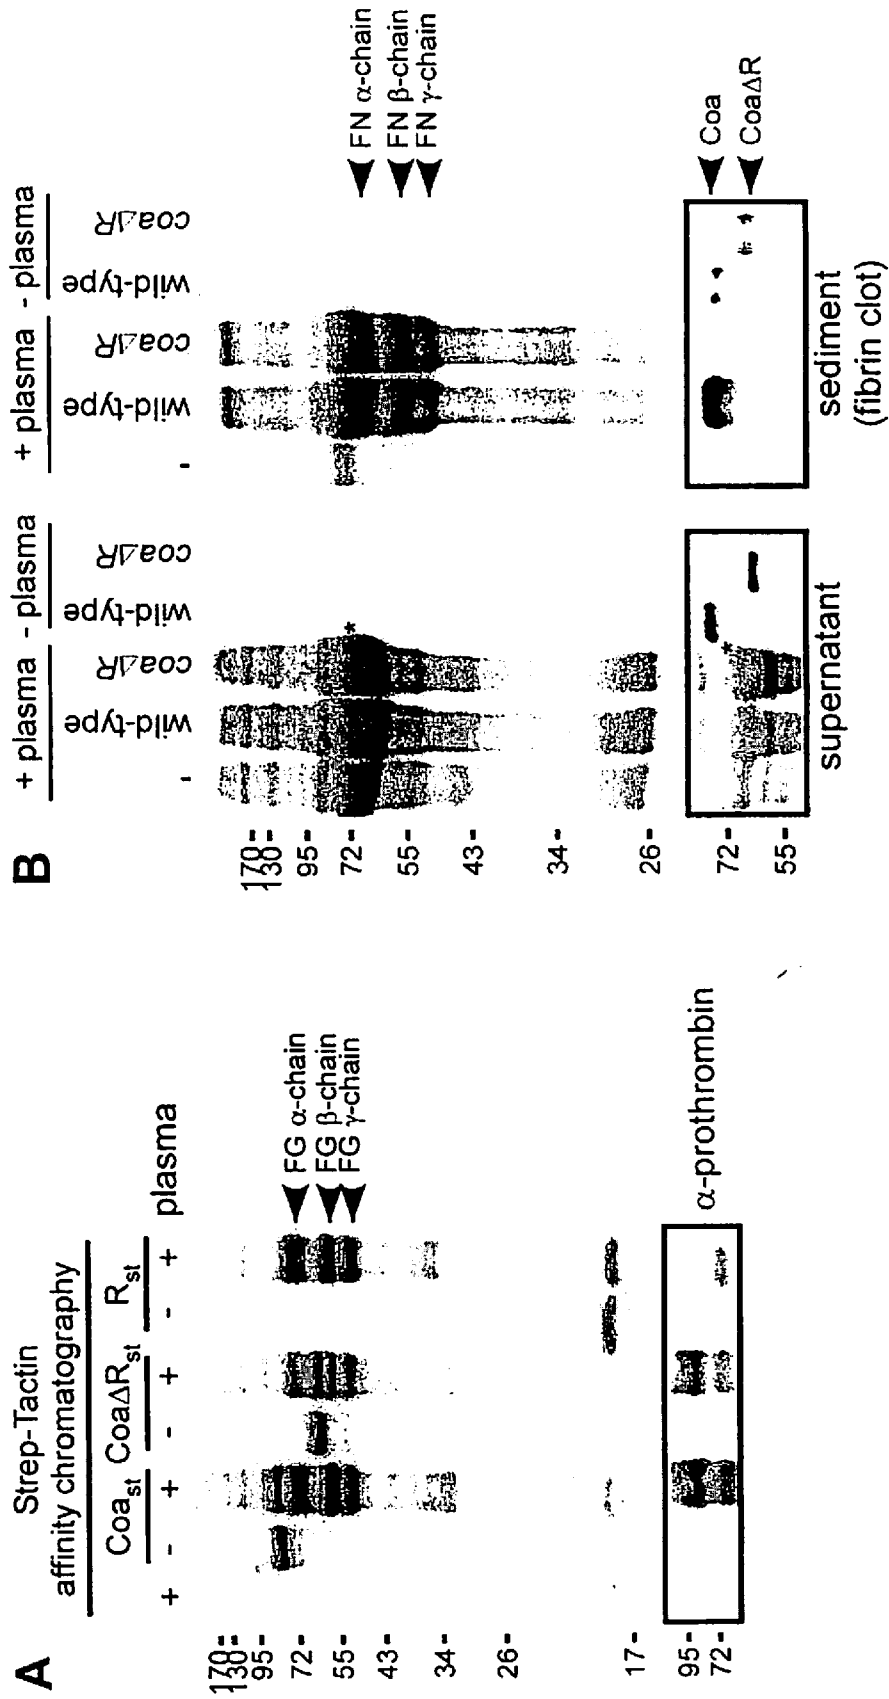 A
Strep-Tactin
affinity chromatography
Coast CoaΔRst Rst
+ - + - + - + plasma
170-
130-
95-
72-
55-
43-
34-
26-
17-
FG α-chain
FG β-chain
FG γ-chain
95-
72-
α-prothrombin
B
+ plasma - plasma + plasma - plasma
- wild-type coaΔR wild-type coaΔR - wild-type coaΔR wild-type coaΔR
170-
130-
95-
72-
55-
43-
34-
26-
*
FN α-chain
FN β-chain
FN γ-chain
72-
55-
*
Coa
CoaΔR
supernatant
sediment
(fibrin clot)